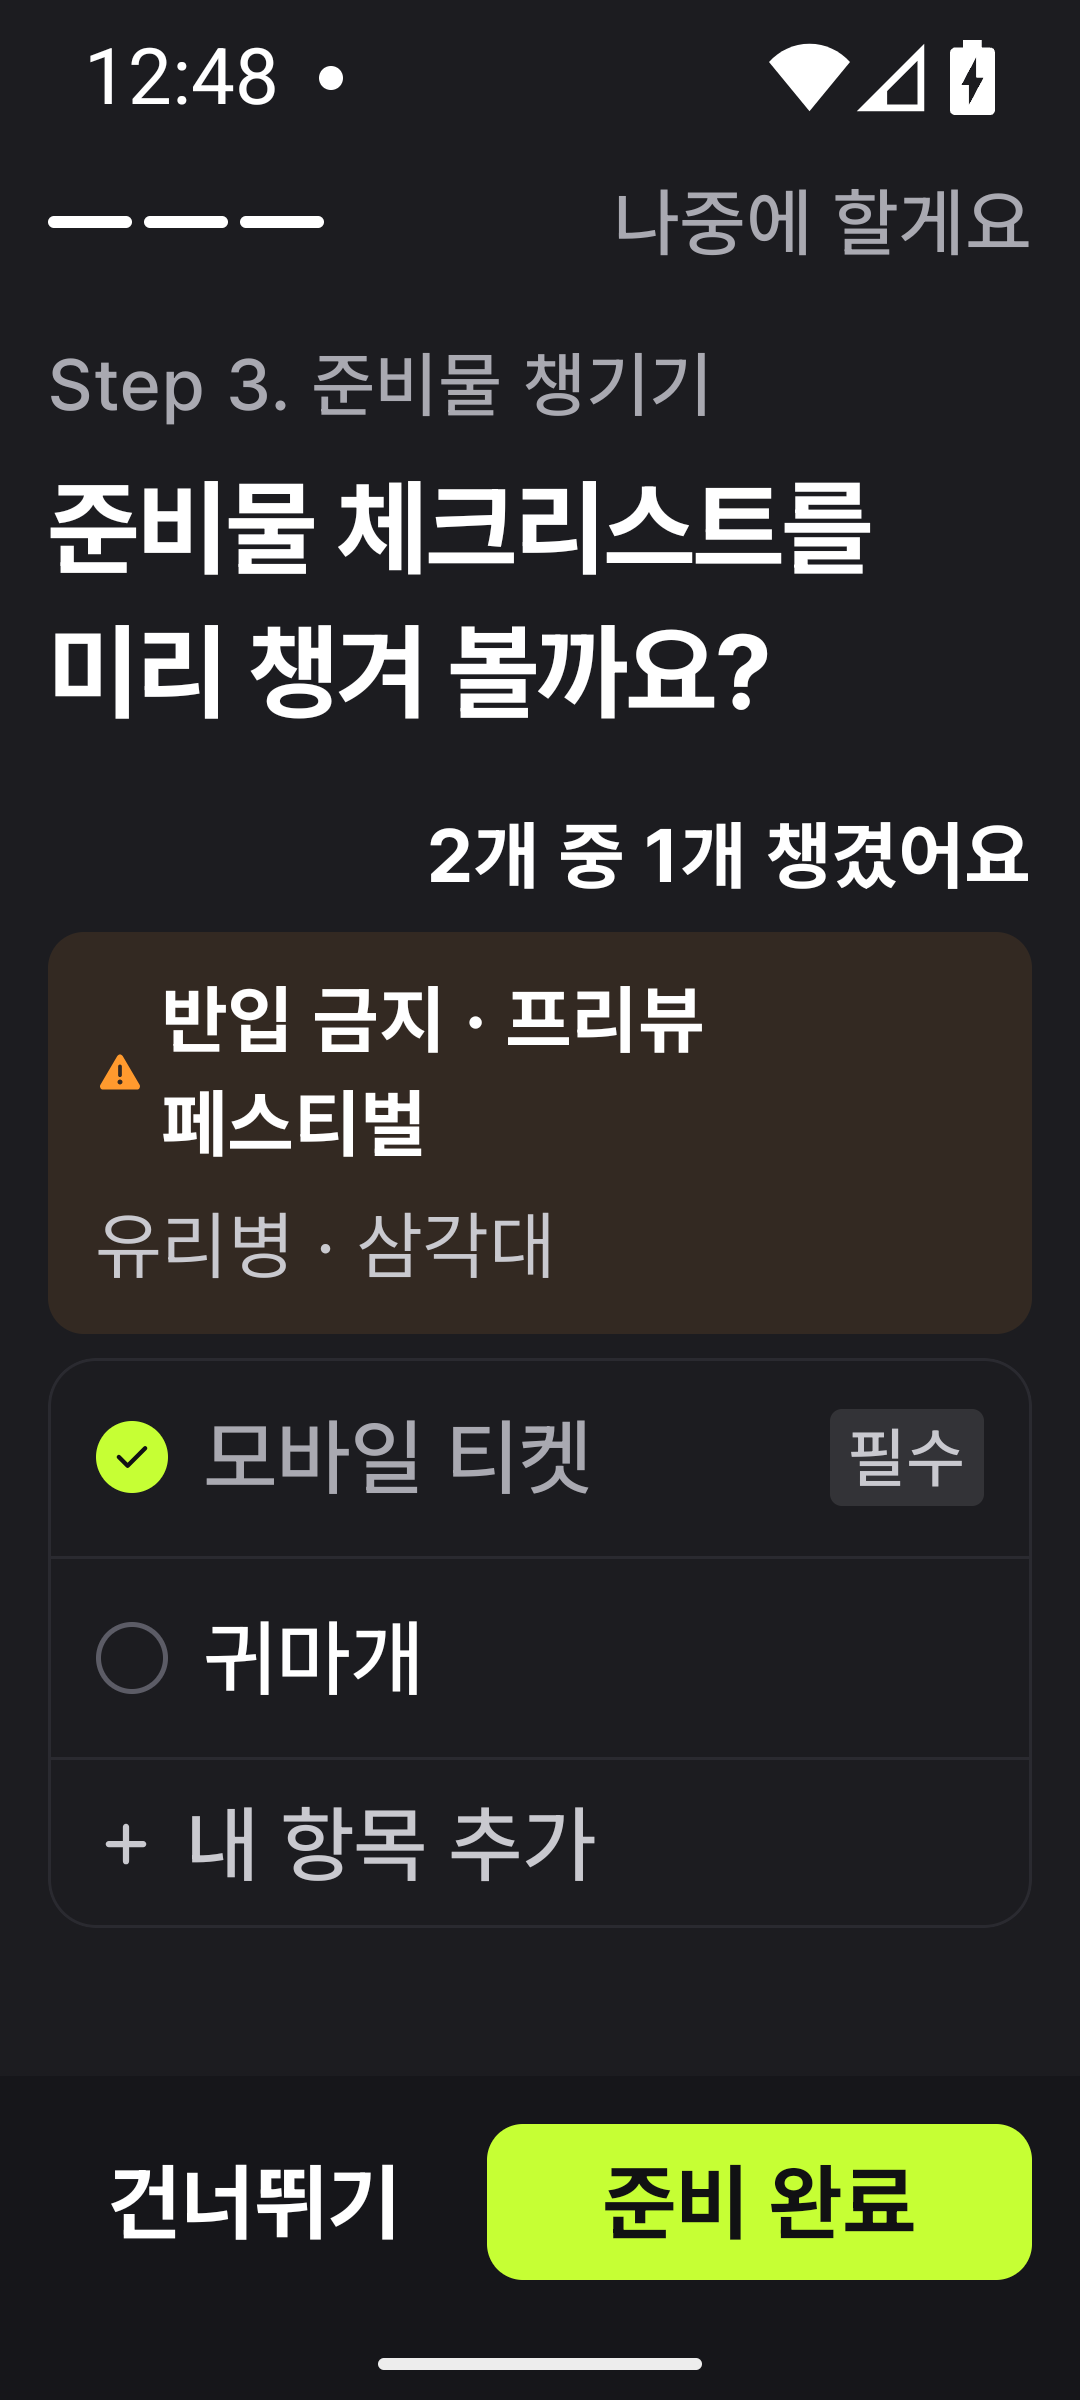 12:48
나중에 할게요
Step 3. 준비물 챙기기
준비물 체크리스트를
미리 챙겨 볼까요?
2개 중 1개 챙겼어요
반입 금지 · 프리뷰
페스티벌
유리병 · 삼각대
모바일 티켓
필수
귀마개
+ 내 항목 추가
건너뛰기
준비 완료